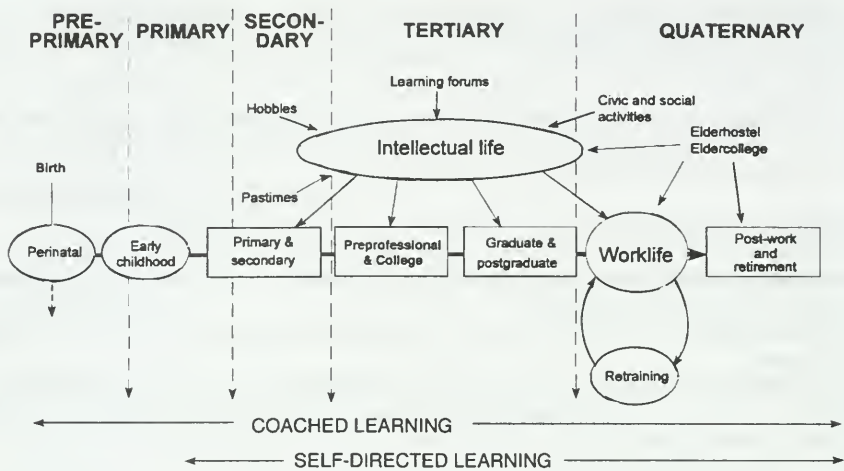 PRE-
PRIMARY
PRIMARY
SECON-
DARY
TERTIARY
QUATERNARY
Learning forums
Hobbles
Civic and social
activities
Intellectual life
Elderhostel
Eldercollege
Birth
Pastimes
Perinatal
Early
childhood
Primary &
secondary
Preprofessional
& College
Graduate &
postgraduate
Worklife
Post-work
and
retirement
Retraining
COACHED LEARNING
SELF-DIRECTED LEARNING